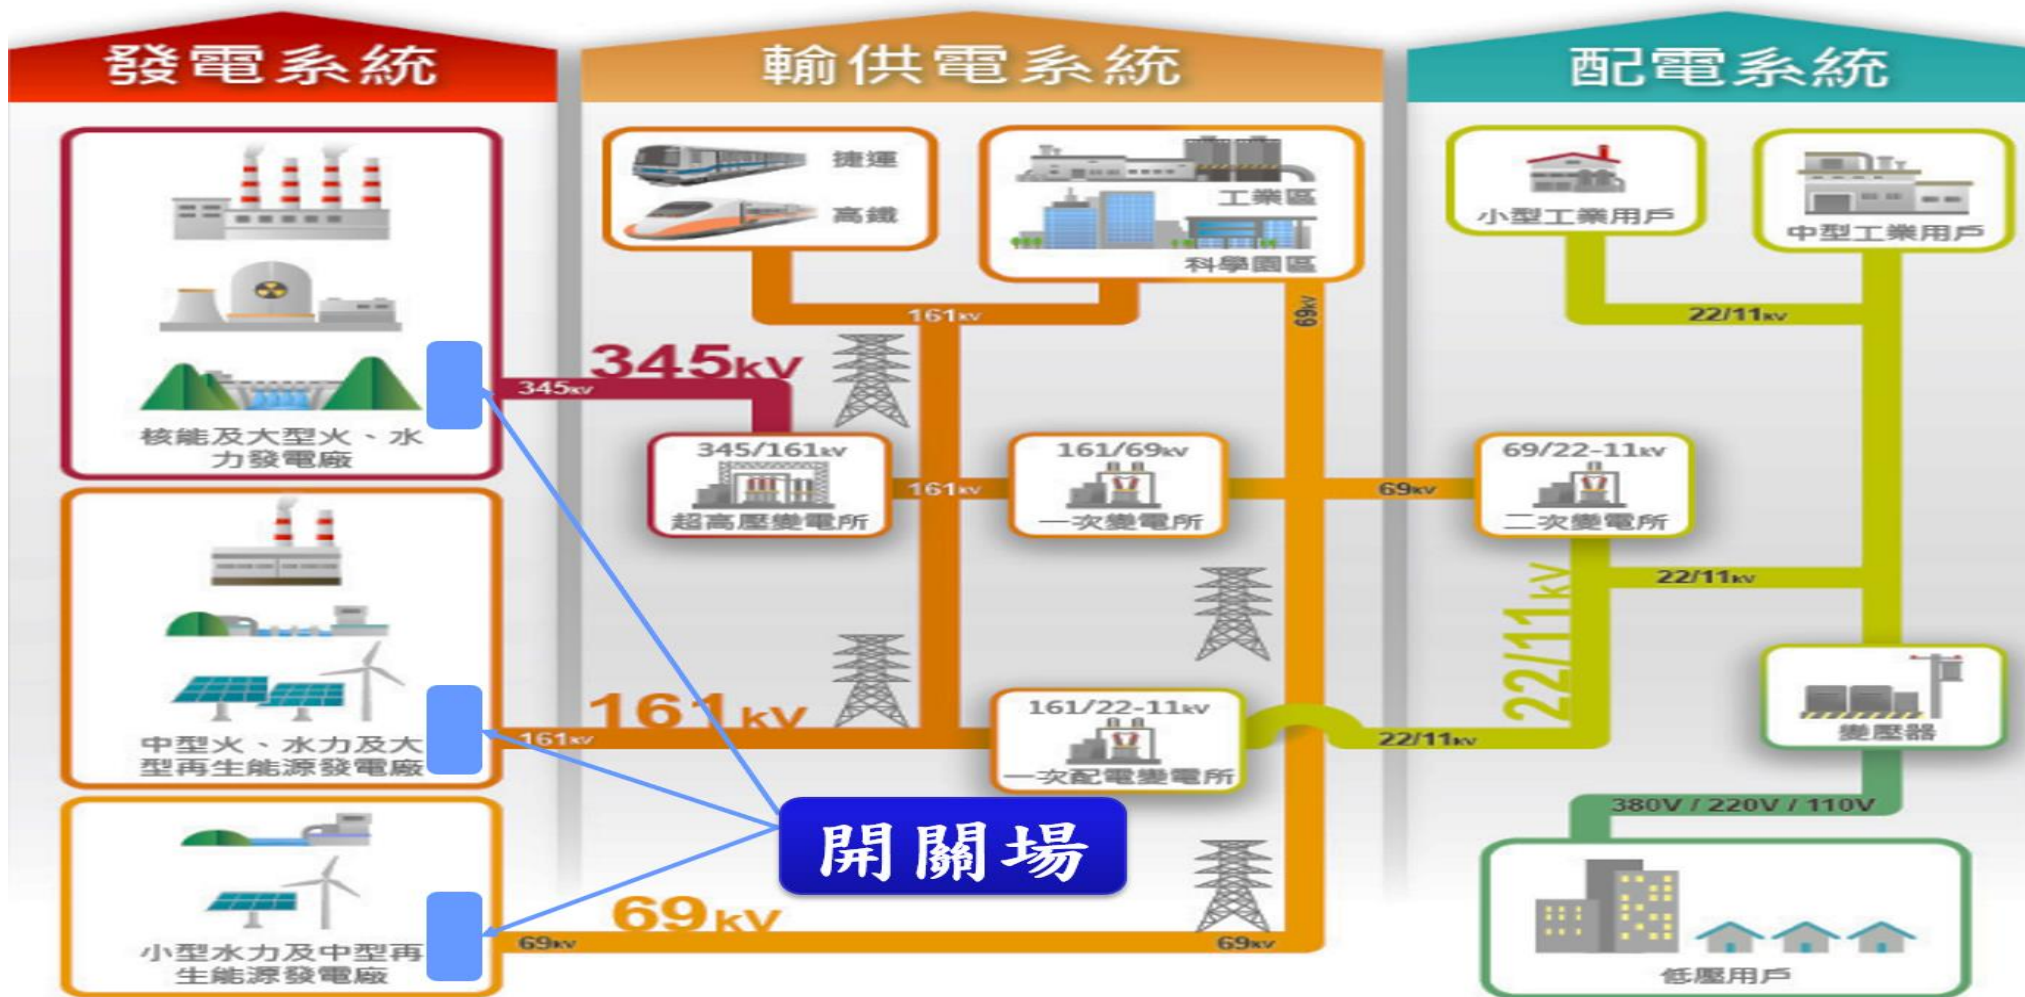 發電系統
核能及大型火、水
力發電廠
中型火、水力及大
型再生能源發電廠
小型水力及中型再
生能源發電廠
輸供電系統
捷運
高鐵
工業區
科學園區
161kV
69kV
345kV
345kV
345/161kV
超高壓變電所
161kV
161/69kV
一次變電所
69kV
161kV
161kV
161/22-11kV
一次配電變電所
22/11kV
開關場
69kV
69kV
69kV
配電系統
小型工業用戶
中型工業用戶
22/11kV
69/22-11kV
二次變電所
22/11kV
22/11kV
變壓器
380V / 220V / 110V
低壓用戶